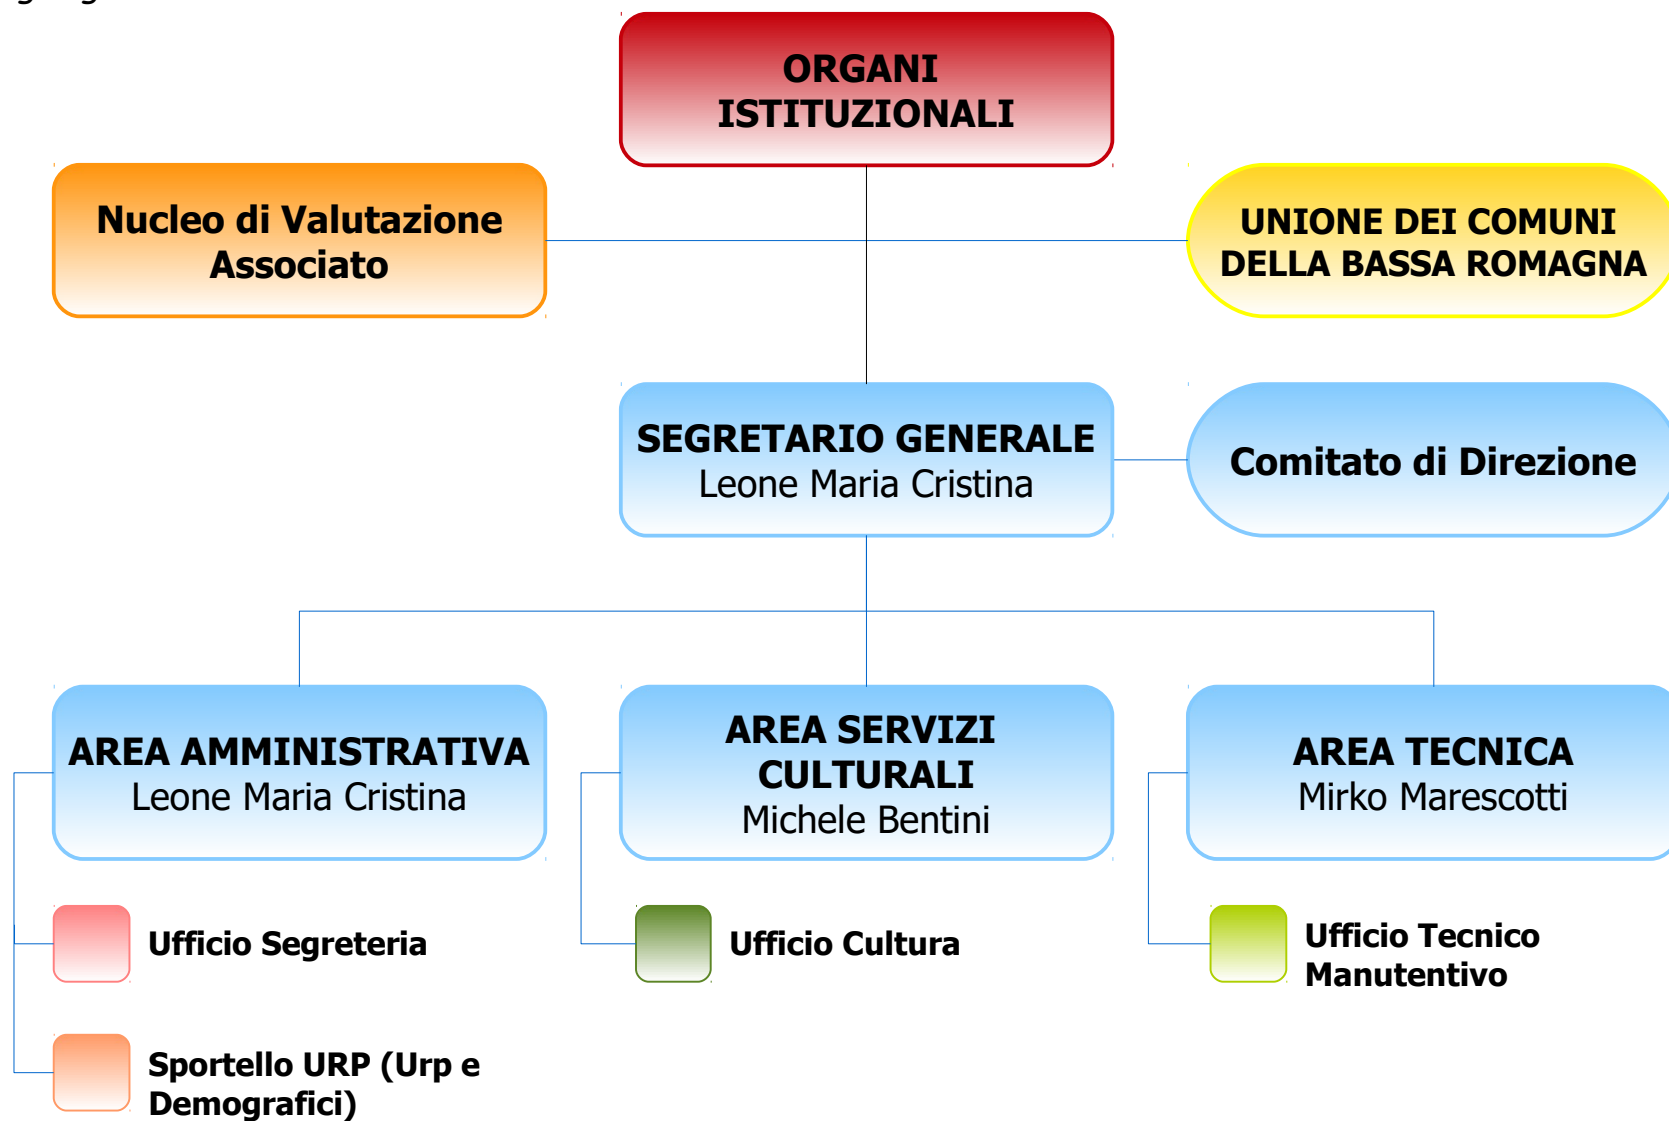 ORGANI
ISTITUZIONALI
Nucleo di Valutazione
Associato
UNIONE DEI COMUNI
DELLA BASSA ROMAGNA
SEGRETARIO GENERALE
Leone Maria Cristina
Comitato di Direzione
AREA AMMINISTRATIVA
Leone Maria Cristina
AREA SERVIZI
CULTURALI
Michele Bentini
AREA TECNICA
Mirko Marescotti
Ufficio Segreteria
Ufficio Cultura
Ufficio Tecnico
Manutentivo
Sportello URP (Urp e
Demografici)